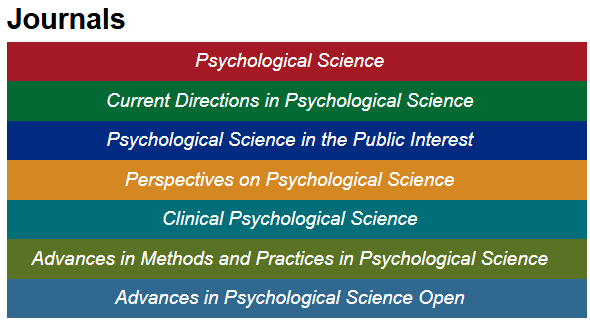 Journals
Psychological Science
Current Directions in Psychological Science
Psychological Science in the Public Interest
Perspectives on Psychological Science
Clinical Psychological Science
Advances in Methods and Practices in Psychological Science
Advances in Psychological Science Open